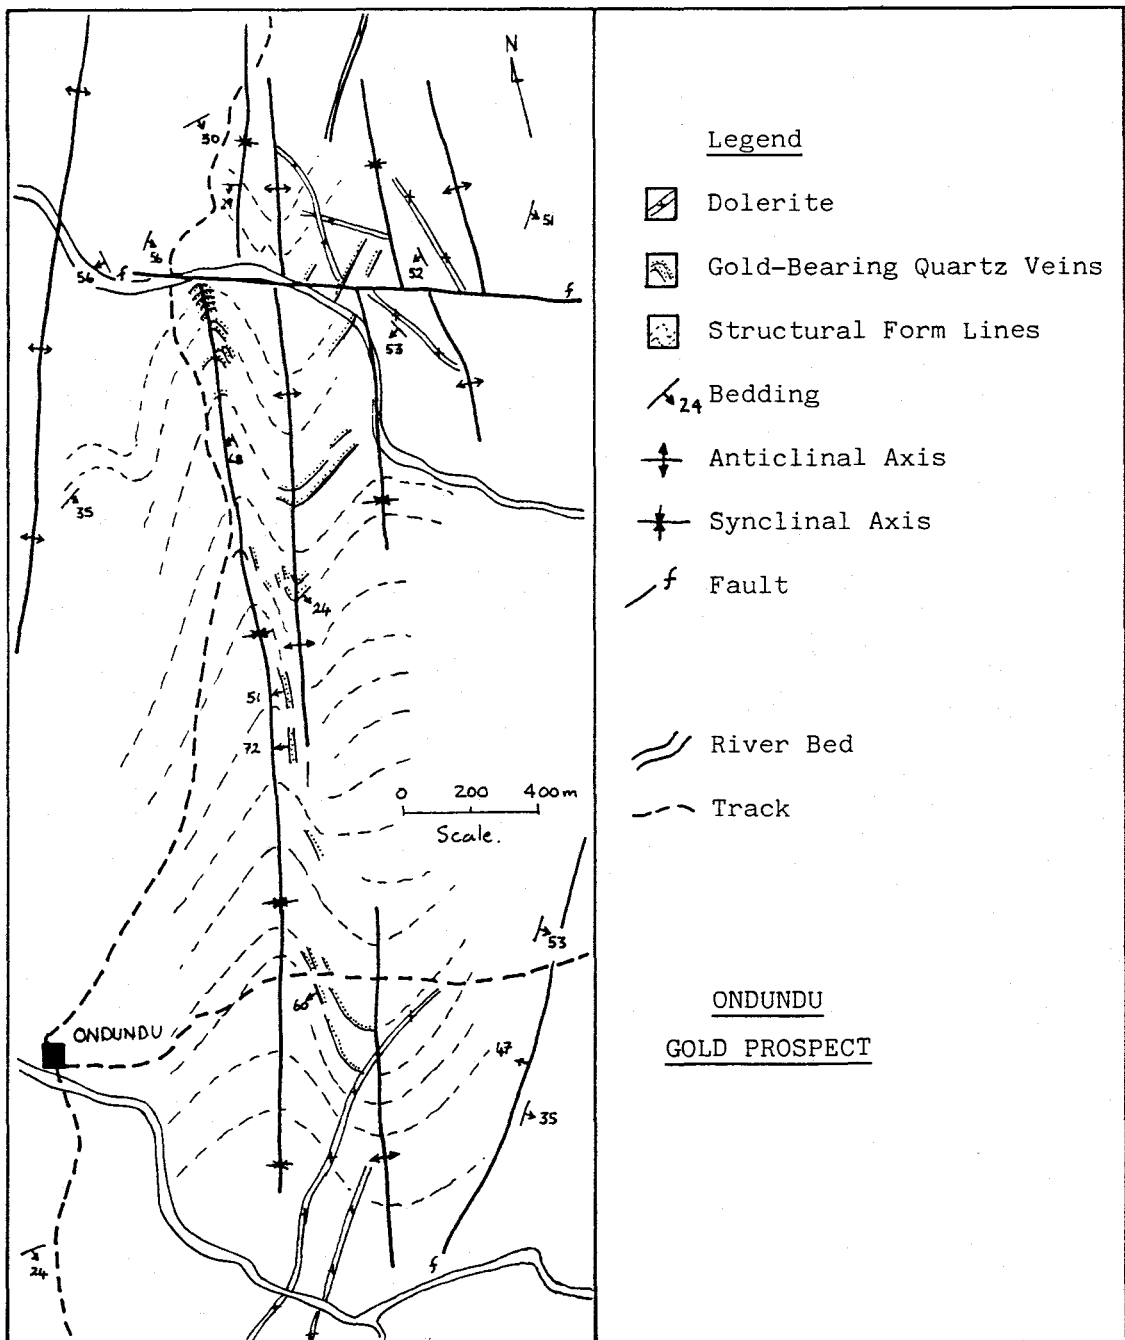 N
30
29
51
56
f
56
52
f
53
48
35
24
51
72
0 200 400m
Scale.
53
60
ONDUNDU
47
35
24
f
Legend
Dolerite
Gold-Bearing Quartz Veins
Structural Form Lines
24 Bedding
Anticlinal Axis
Synclinal Axis
f Fault
River Bed
Track
ONDUNDU
GOLD PROSPECT